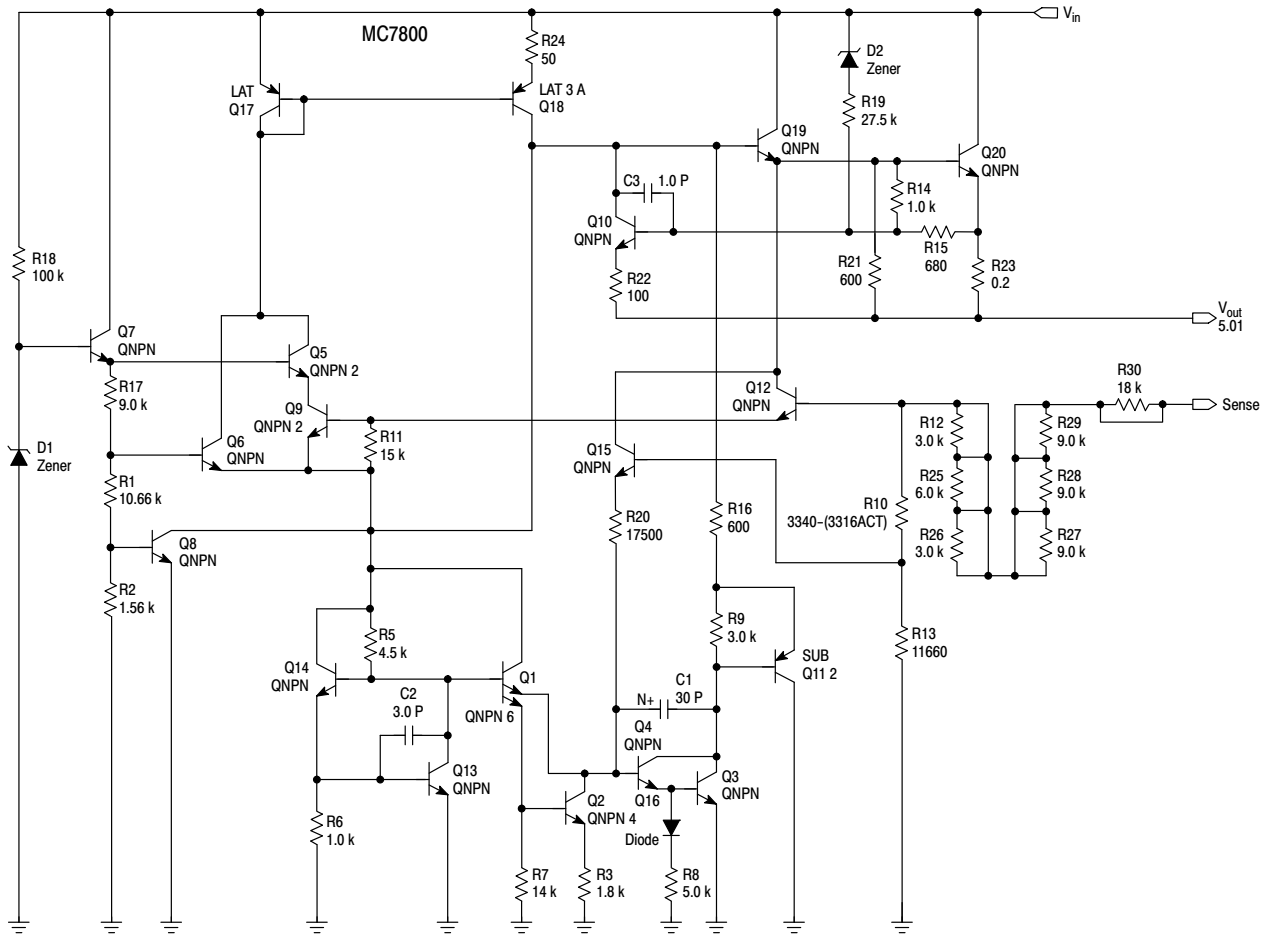 MC7800
Vin
R24
50
LAT
Q17
LAT 3 A
Q18
D2
Zener
R19
27.5 k
Q19
QNPN
Q20
QNPN
C3
1.0 P
R14
1.0 k
Q10
QNPN
R15
680
R18
100 k
R21
600
R23
0.2
R22
100
Vout
5.01
Q7
QNPN
Q5
QNPN 2
R17
9.0 k
R30
18 k
Sense
Q12
QNPN
Q9
QNPN 2
R12
3.0 k
R29
9.0 k
D1
Zener
Q6
QNPN
R11
15 k
Q15
QNPN
R25
6.0 k
R28
9.0 k
R1
10.66 k
R10
3340-(3316ACT)
R20
17500
R16
600
R26
3.0 k
R27
9.0 k
Q8
QNPN
R2
1.56 k
R9
3.0 k
R13
11660
R5
4.5 k
SUB
Q11 2
Q14
QNPN
Q1
QNPN 6
C2
3.0 P
N+
C1
30 P
Q4
QNPN
Q13
QNPN
Q3
QNPN
Q16
Q2
QNPN 4
R6
1.0 k
Diode
R7
14 k
R3
1.8 k
R8
5.0 k